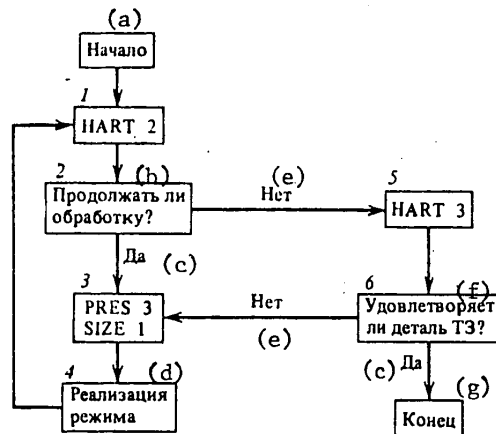 (a)
Начало
1
HART 2
2
(b)
Продолжать ли
обработку?
(e)
Нет
5
HART 3
Да
(c)
3
PRES 3
SIZE 1
Нет
(e)
6
(f)
Удовлетворяет
ли деталь ТЗ?
4
(d)
Реализация
режима
(c) Да
(g)
Конец